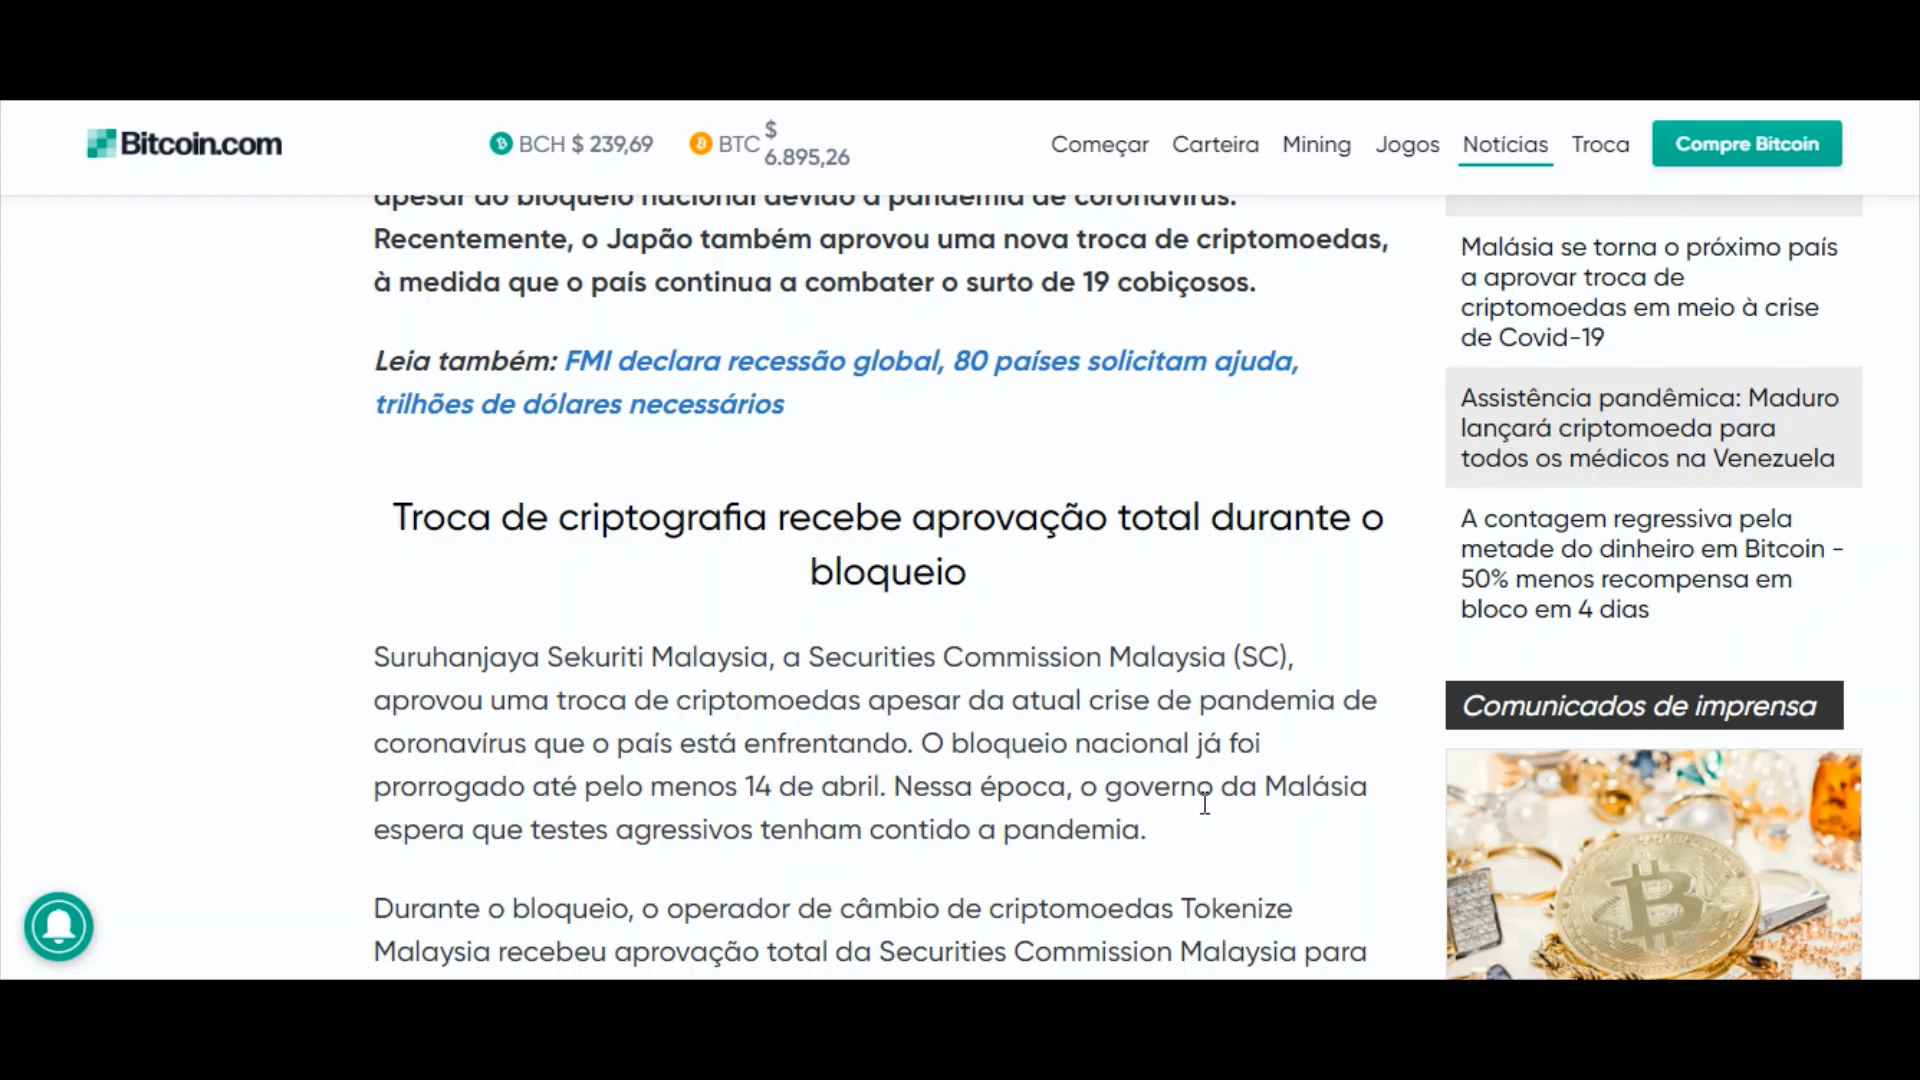 Bitcoin.com
BCH $ 239,69
BTC $ 6.895,26
Começar Carteira Mining Jogos Notícias Troca Compre Bitcoin
apesar do bloqueio nacional devido à pandemia de coronavírus.
Recentemente, o Japão também aprovou uma nova troca de criptomoedas,
à medida que o país continua a combater o surto de 19 cobiçosos.
Leia também: FMI declara recessão global, 80 países solicitam ajuda,
trilhões de dólares necessários
Troca de criptografia recebe aprovação total durante o
bloqueio
Suruhanjaya Sekuriti Malaysia, a Securities Commission Malaysia (SC),
aprovou uma troca de criptomoedas apesar da atual crise de pandemia de
coronavírus que o país está enfrentando. O bloqueio nacional já foi
prorrogado até pelo menos 14 de abril. Nessa época, o governo da Malásia
espera que testes agressivos tenham contido a pandemia.
Durante o bloqueio, o operador de câmbio de criptomoedas Tokenize
Malaysia recebeu aprovação total da Securities Commission Malaysia para
Malásia se torna o próximo país
a aprovar troca de
criptomoedas em meio à crise
de Covid-19
Assistência pandêmica: Maduro
lançará criptomoeda para
todos os médicos na Venezuela
A contagem regressiva pela
metade do dinheiro em Bitcoin -
50% menos recompensa em
bloco em 4 dias
Comunicados de imprensa